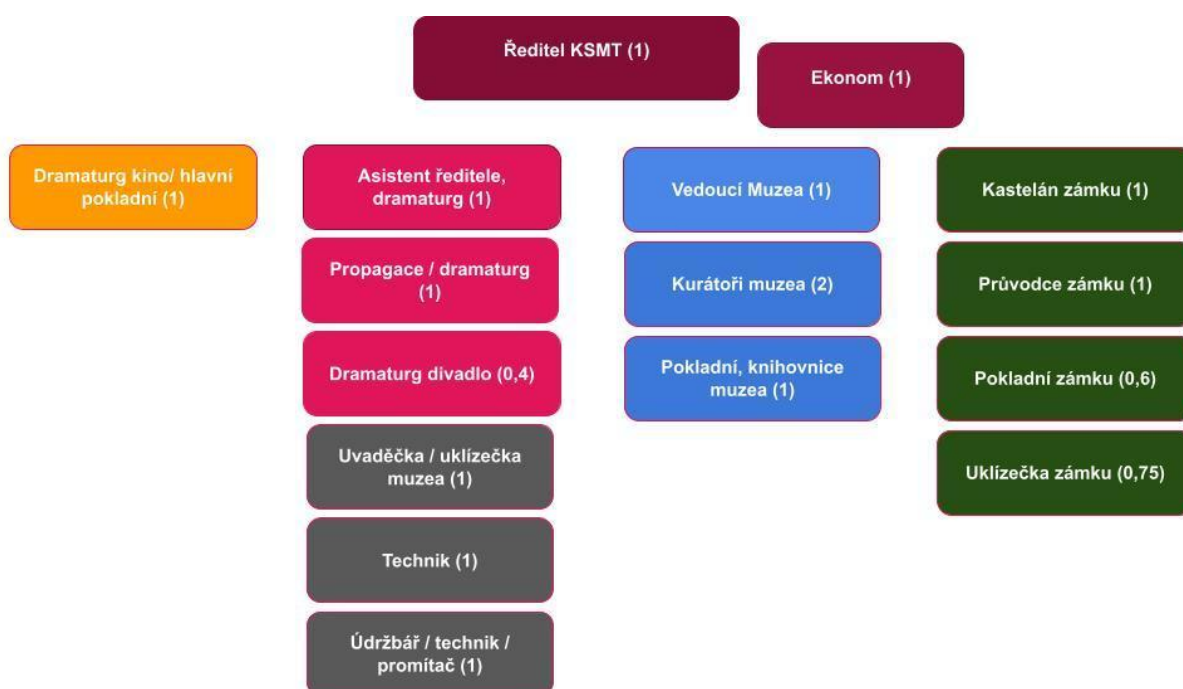 Ředitel KSMT (1)
Ekonom (1)
Dramaturg kino/ hlavní
pokladní (1)
Asistent ředitele,
dramaturg (1)
Propagace / dramaturg
(1)
Dramaturg divadlo (0,4)
Uvaděčka / uklízečka
muzea (1)
Technik (1)
Údržbář / technik /
promítač (1)
Vedoucí Muzea (1)
Kurátoři muzea (2)
Pokladní, knihovnice
muzea (1)
Kastelán zámku (1)
Průvodce zámku (1)
Pokladní zámku (0,6)
Uklízečka zámku (0,75)